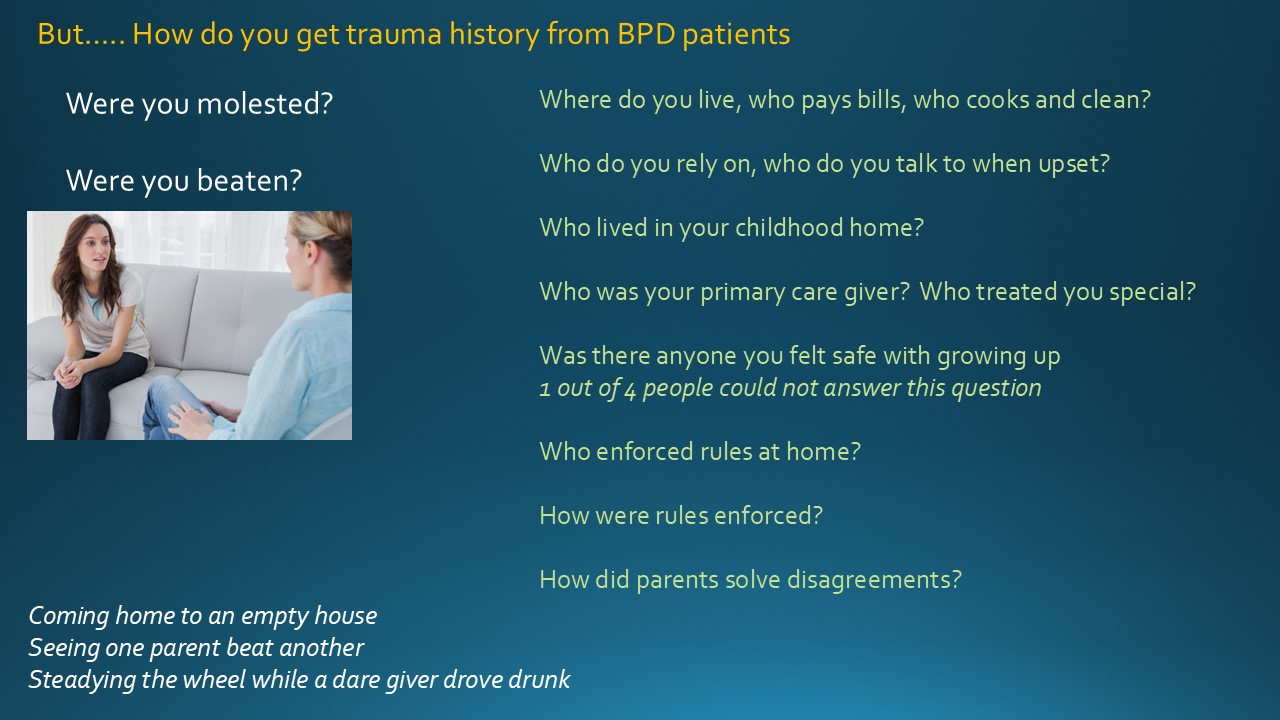 But..... How do you get trauma history from BPD patients
Were you molested?
Were you beaten?
Where do you live, who pays bills, who cooks and clean?
Who do you rely on, who do you talk to when upset?
Who lived in your childhood home?
Who was your primary care giver?  Who treated you special?
Was there anyone you felt safe with growing up
1 out of 4 people could not answer this question
Who enforced rules at home?
How were rules enforced?
How did parents solve disagreements?
Coming home to an empty house
Seeing one parent beat another
Steadying the wheel while a dare giver drove drunk